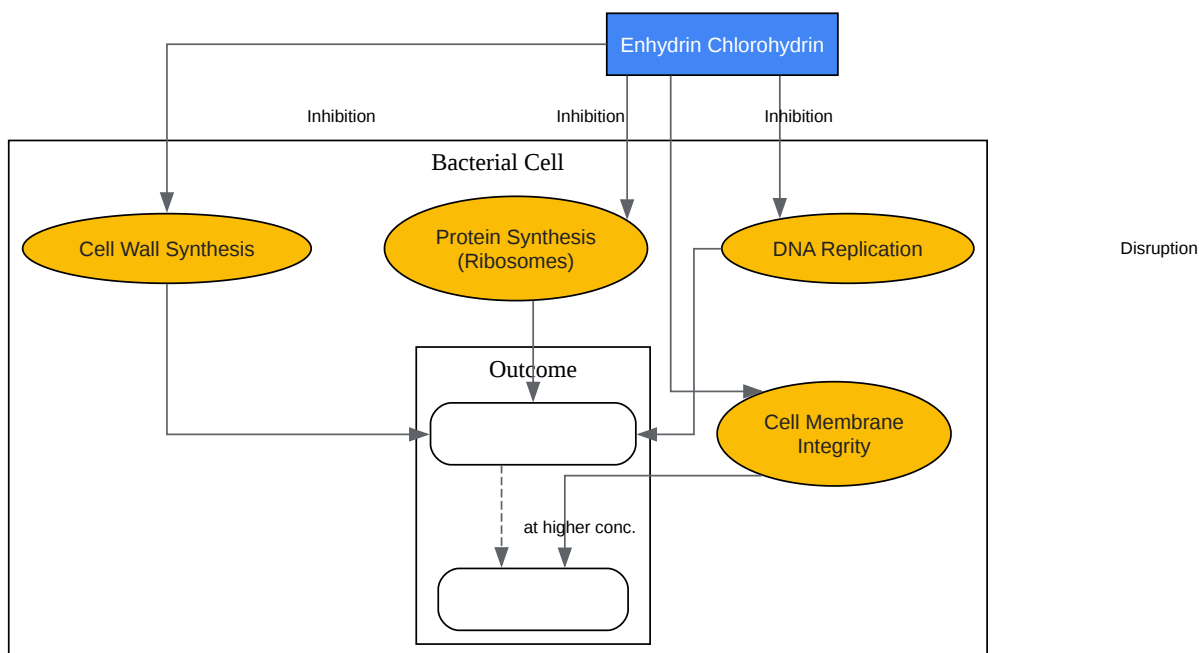 Enhydrin Chlorohydrin
Inhibition
Inhibition
Inhibition
Bacterial Cell
Cell Wall Synthesis
Protein Synthesis
(Ribosomes)
DNA Replication
Disruption
Outcome
Cell Membrane
Integrity
at higher conc.